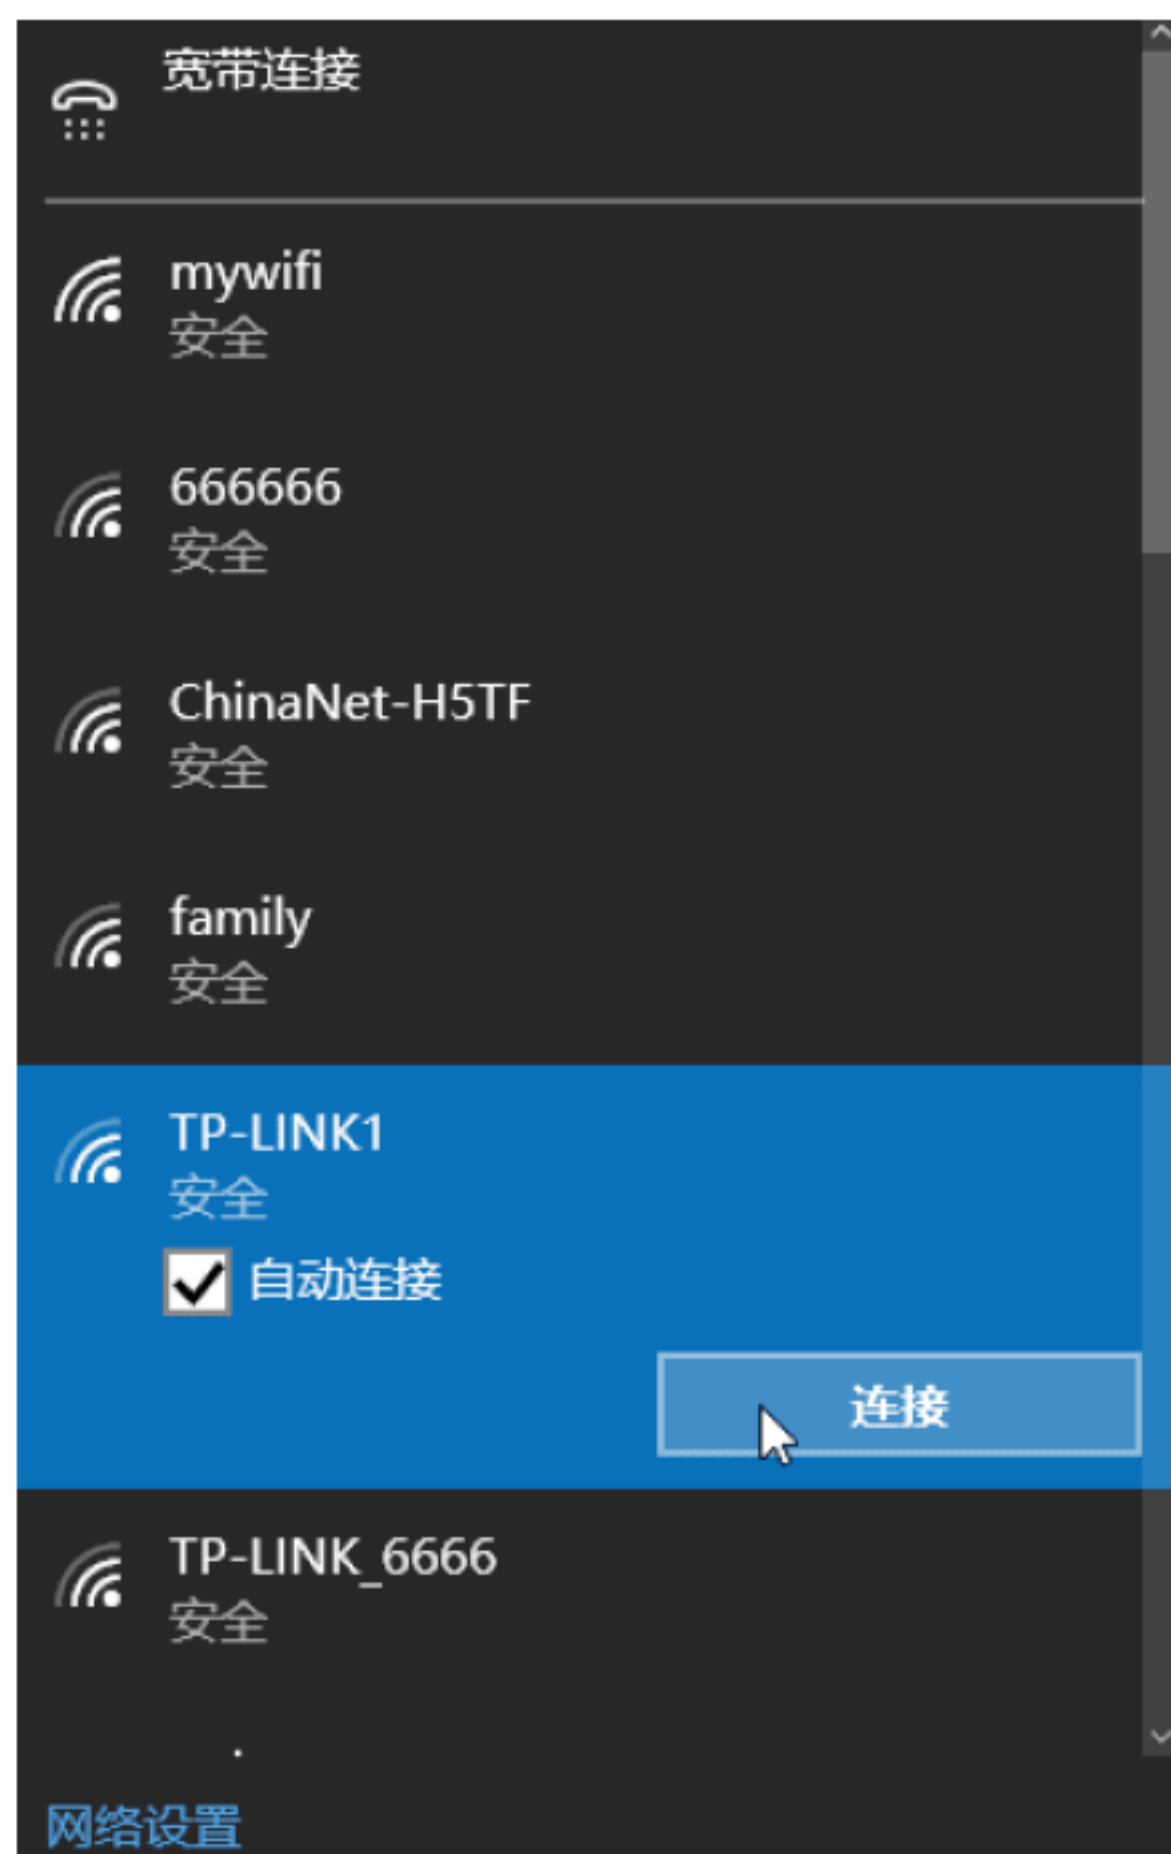 宽带连接
mywifi
安全
666666
安全
ChinaNet-H5TF
安全
family
安全
TP-LINK1
安全
自动连接
连接
TP-LINK_6666
安全
网络设置